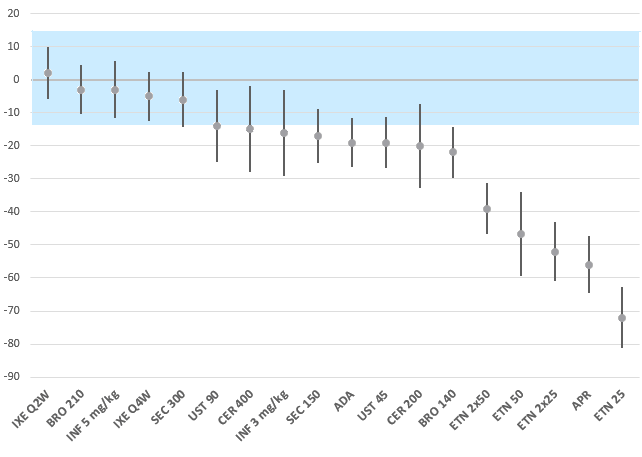 20
10
0
-10
-20
-30
-40
-50
-60
-70
-80
-90
IXE Q2W
BRO 210
INF 5 mg/kg
IXE Q4W
SEC 300
UST 90
CER 400
INF 3 mg/kg
SEC 150
ADA
UST 45
CER 200
BRO 140
ETN 2x50
ETN 50
ETN 2x25
APR
ETN 25